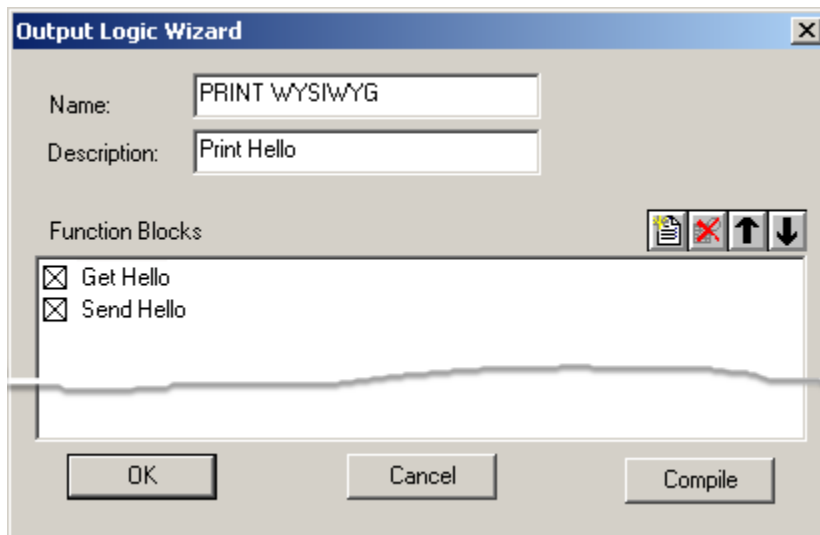 Output Logic Wizard
Name: PRINT WYSIWYG
Description: Print Hello
Function Blocks
Get Hello
Send Hello
OK Cancel Compile